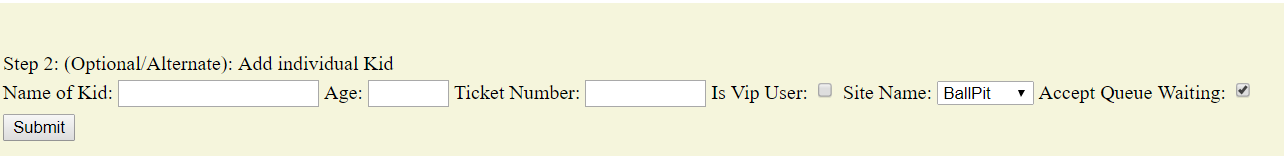 Step 2: (Optional/Alternate): Add individual Kid
Name of Kid: Age: Ticket Number: Is Vip User: Site Name: BallPit Accept Queue Waiting:
Submit